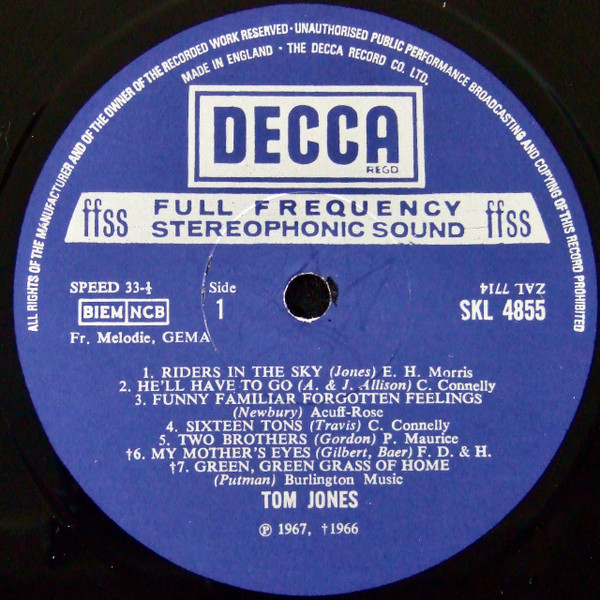 ALL RIGHTS OF THE MANUFACTURER AND OF THE OWNER OF THE RECORDED WORK RESERVED · UNAUTHORISED PUBLIC PERFORMANCE BROADCASTING AND COPYING OF THIS RECORD PROHIBITED
MADE IN ENGLAND · THE DECCA RECORD CO. LTD.
DECCA
REGD
ffss FULL FREQUENCY ffss
STEREOPHONIC SOUND
SPEED 33-⅓ Side ZAL 7714
BIEM NCB 1 SKL 4855
Fr. Melodie, GEMA
1. RIDERS IN THE SKY (Jones) E. H. Morris
2. HE'LL HAVE TO GO (A. & J. Allison) C. Connelly
3. FUNNY FAMILIAR FORGOTTEN FEELINGS
(Newbury) Acuff-Rose
4. SIXTEEN TONS (Travis) C. Connelly
5. TWO BROTHERS (Gordon) P. Maurice
†6. MY MOTHER'S EYES (Gilbert, Baer) F. D. & H.
†7. GREEN, GREEN GRASS OF HOME
(Putman) Burlington Music
TOM JONES
℗ 1967, †1966